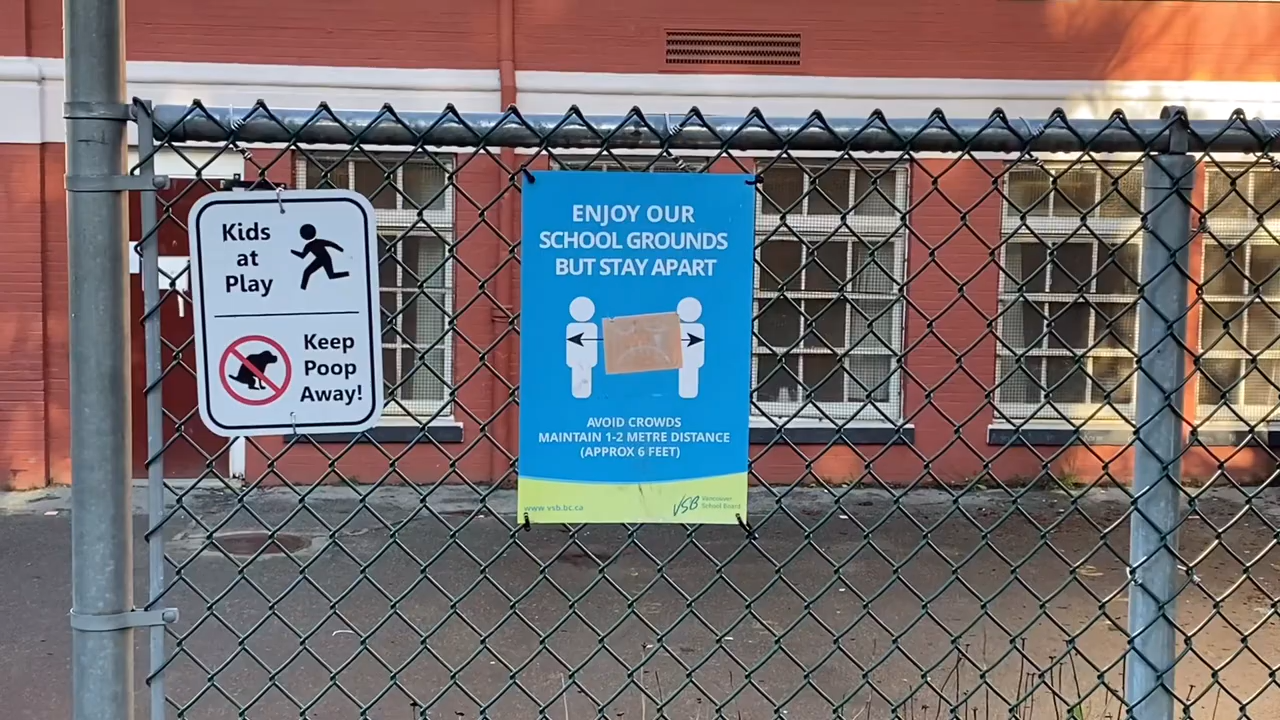 Kids
at
Play
Keep
Poop
Away!
ENJOY OUR
SCHOOL GROUNDS
BUT STAY APART
AVOID CROWDS
MAINTAIN 1-2 METRE DISTANCE
(APPROX 6 FEET)
www.vsb.bc.ca
VSB
Vancouver
School Board